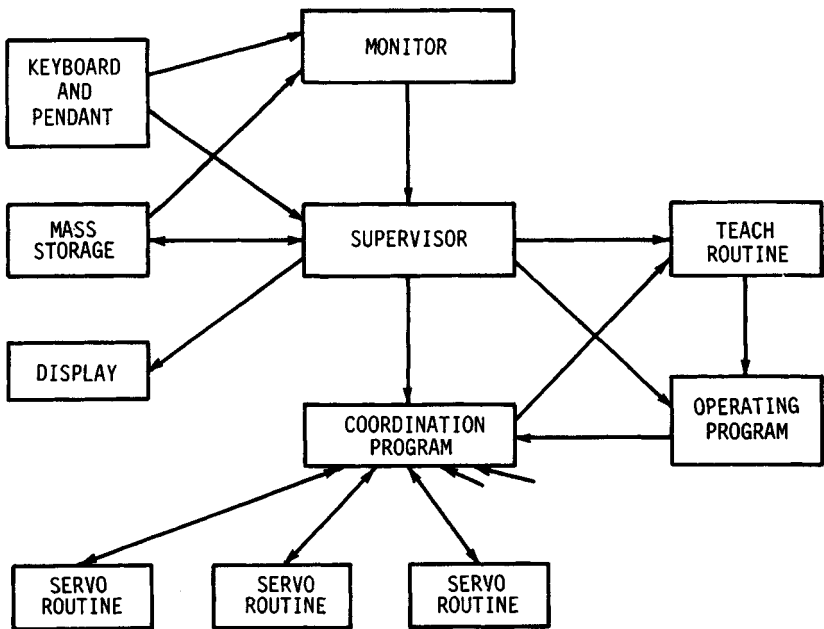 KEYBOARD
AND
PENDANT
MONITOR
MASS
STORAGE
SUPERVISOR
TEACH
ROUTINE
DISPLAY
COORDINATION
PROGRAM
OPERATING
PROGRAM
SERVO
ROUTINE
SERVO
ROUTINE
SERVO
ROUTINE